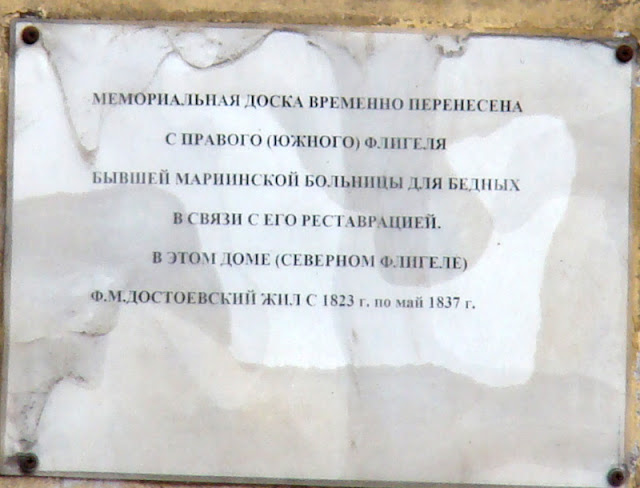 МЕМОРИАЛЬНАЯ ДОСКА ВРЕМЕННО ПЕРЕНЕСЕНА
С ПРАВОГО (ЮЖНОГО) ФЛИГЕЛЯ
БЫВШЕЙ МАРИИНСКОЙ БОЛЬНИЦЫ ДЛЯ БЕДНЫХ
В СВЯЗИ С ЕГО РЕСТАВРАЦИЕЙ.
В ЭТОМ ДОМЕ (СЕВЕРНОМ ФЛИГЕЛЕ)
Ф.М.ДОСТОЕВСКИЙ ЖИЛ С 1823 г. по май 1837 г.